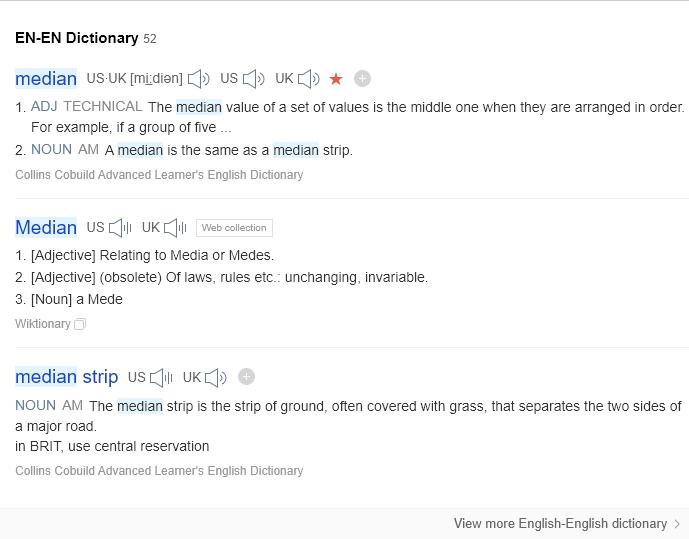 EN-EN Dictionary 52
median US·UK [mi:diən] US UK
1. ADJ TECHNICAL The median value of a set of values is the middle one when they are arranged in order.
For example, if a group of five ...
2. NOUN AM A median is the same as a median strip.
Collins Cobuild Advanced Learner's English Dictionary
Median US UK Web collection
1. [Adjective] Relating to Media or Medes.
2. [Adjective] (obsolete) Of laws, rules etc.: unchanging, invariable.
3. [Noun] a Mede
Wiktionary
median strip US UK
NOUN AM The median strip is the strip of ground, often covered with grass, that separates the two sides of
a major road.
in BRIT, use central reservation
Collins Cobuild Advanced Learner's English Dictionary
View more English-English dictionary